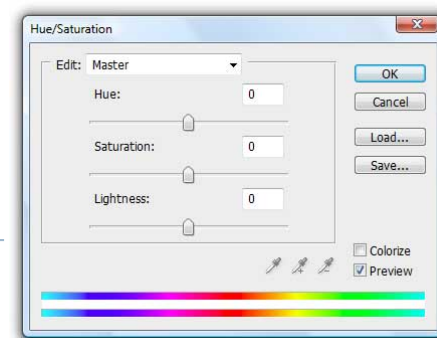 Hue/Saturation
Edit: Master
Hue: 0
Saturation: 0
Lightness: 0
OK
Cancel
Load...
Save...
Colorize
Preview